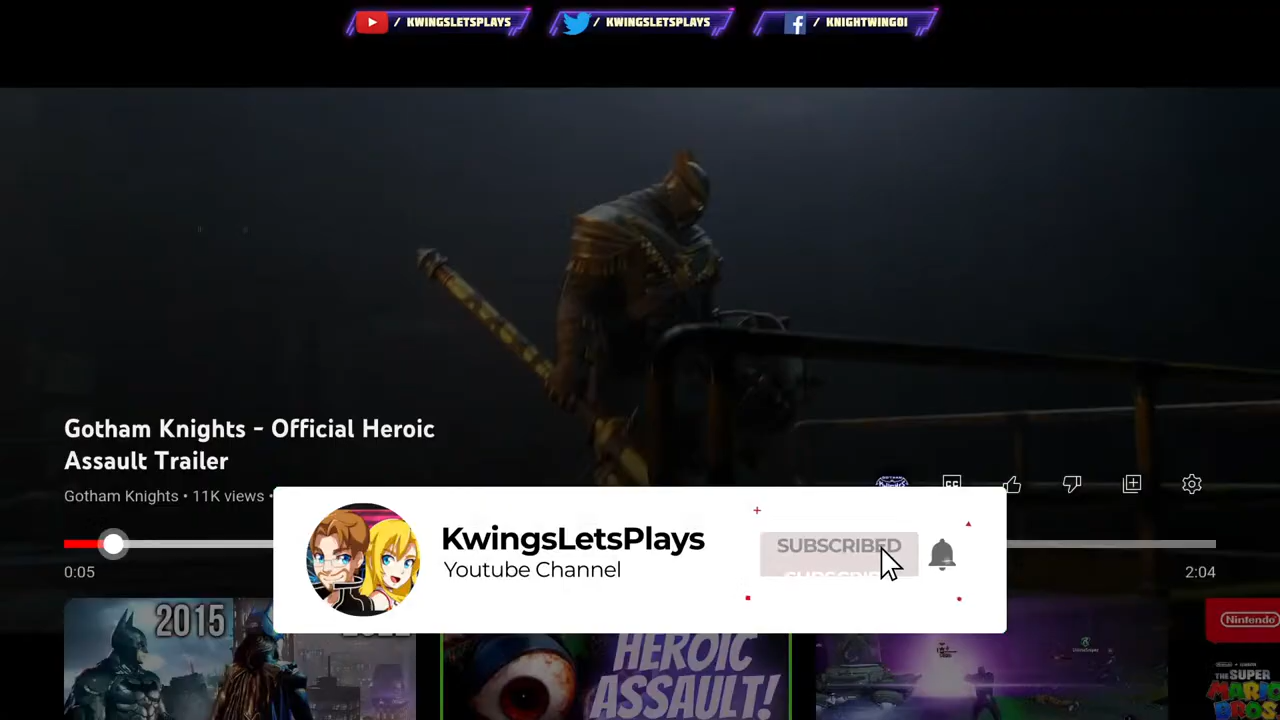 / KWINGSLETSPLAYS
/ KWINGSLETSPLAYS
/ KNIGHTWING01
Gotham Knights - Official Heroic
Assault Trailer
Gotham Knights • 11K views •
CC
KwingsLetsPlays
Youtube Channel
SUBSCRIBED
0:05
2:04
2015
HEROIC
ASSAULT!
Nintendo
THE SUPER
MARIO
BROS